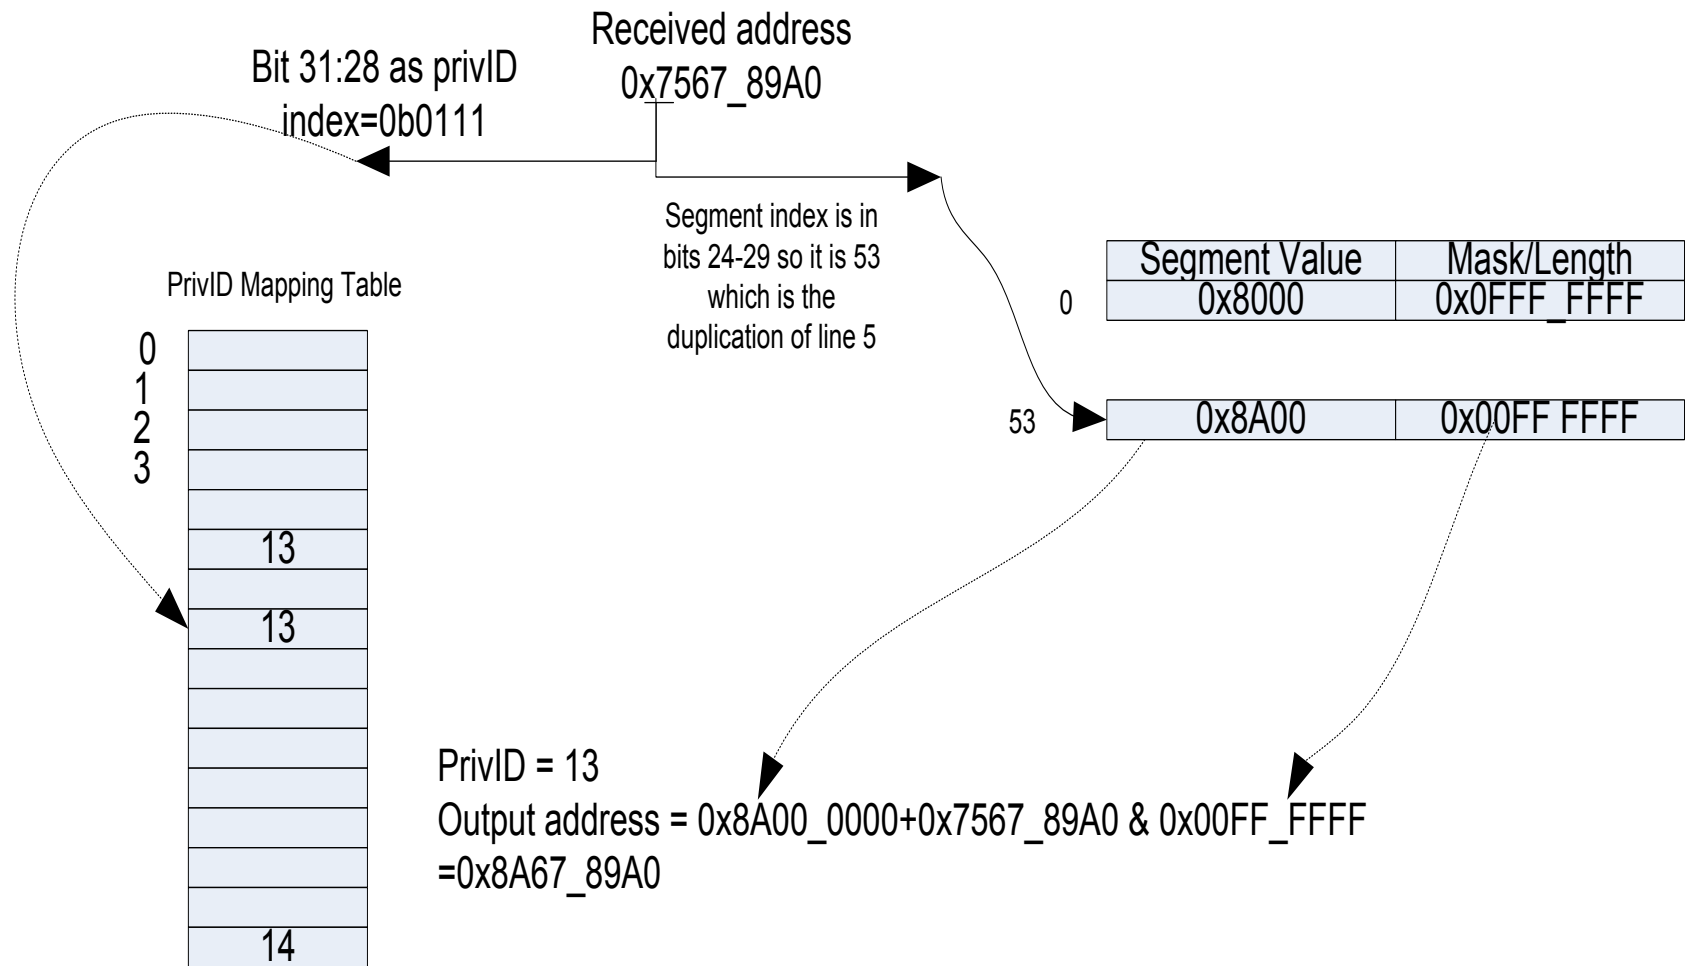 Received address
0x7567_89A0
Bit 31:28 as privID
index=0b0111
Segment index is in
bits 24-29 so it is 53
which is the
duplication of line 5
Segment Value Mask/Length
0 0x8000 0x0FFF_FFFF
53 0x8A00 0x00FF FFFF
PrivID Mapping Table
0
1
2
3
13
13
14
PrivID = 13
Output address = 0x8A00_0000+0x7567_89A0 & 0x00FF_FFFF
=0x8A67_89A0